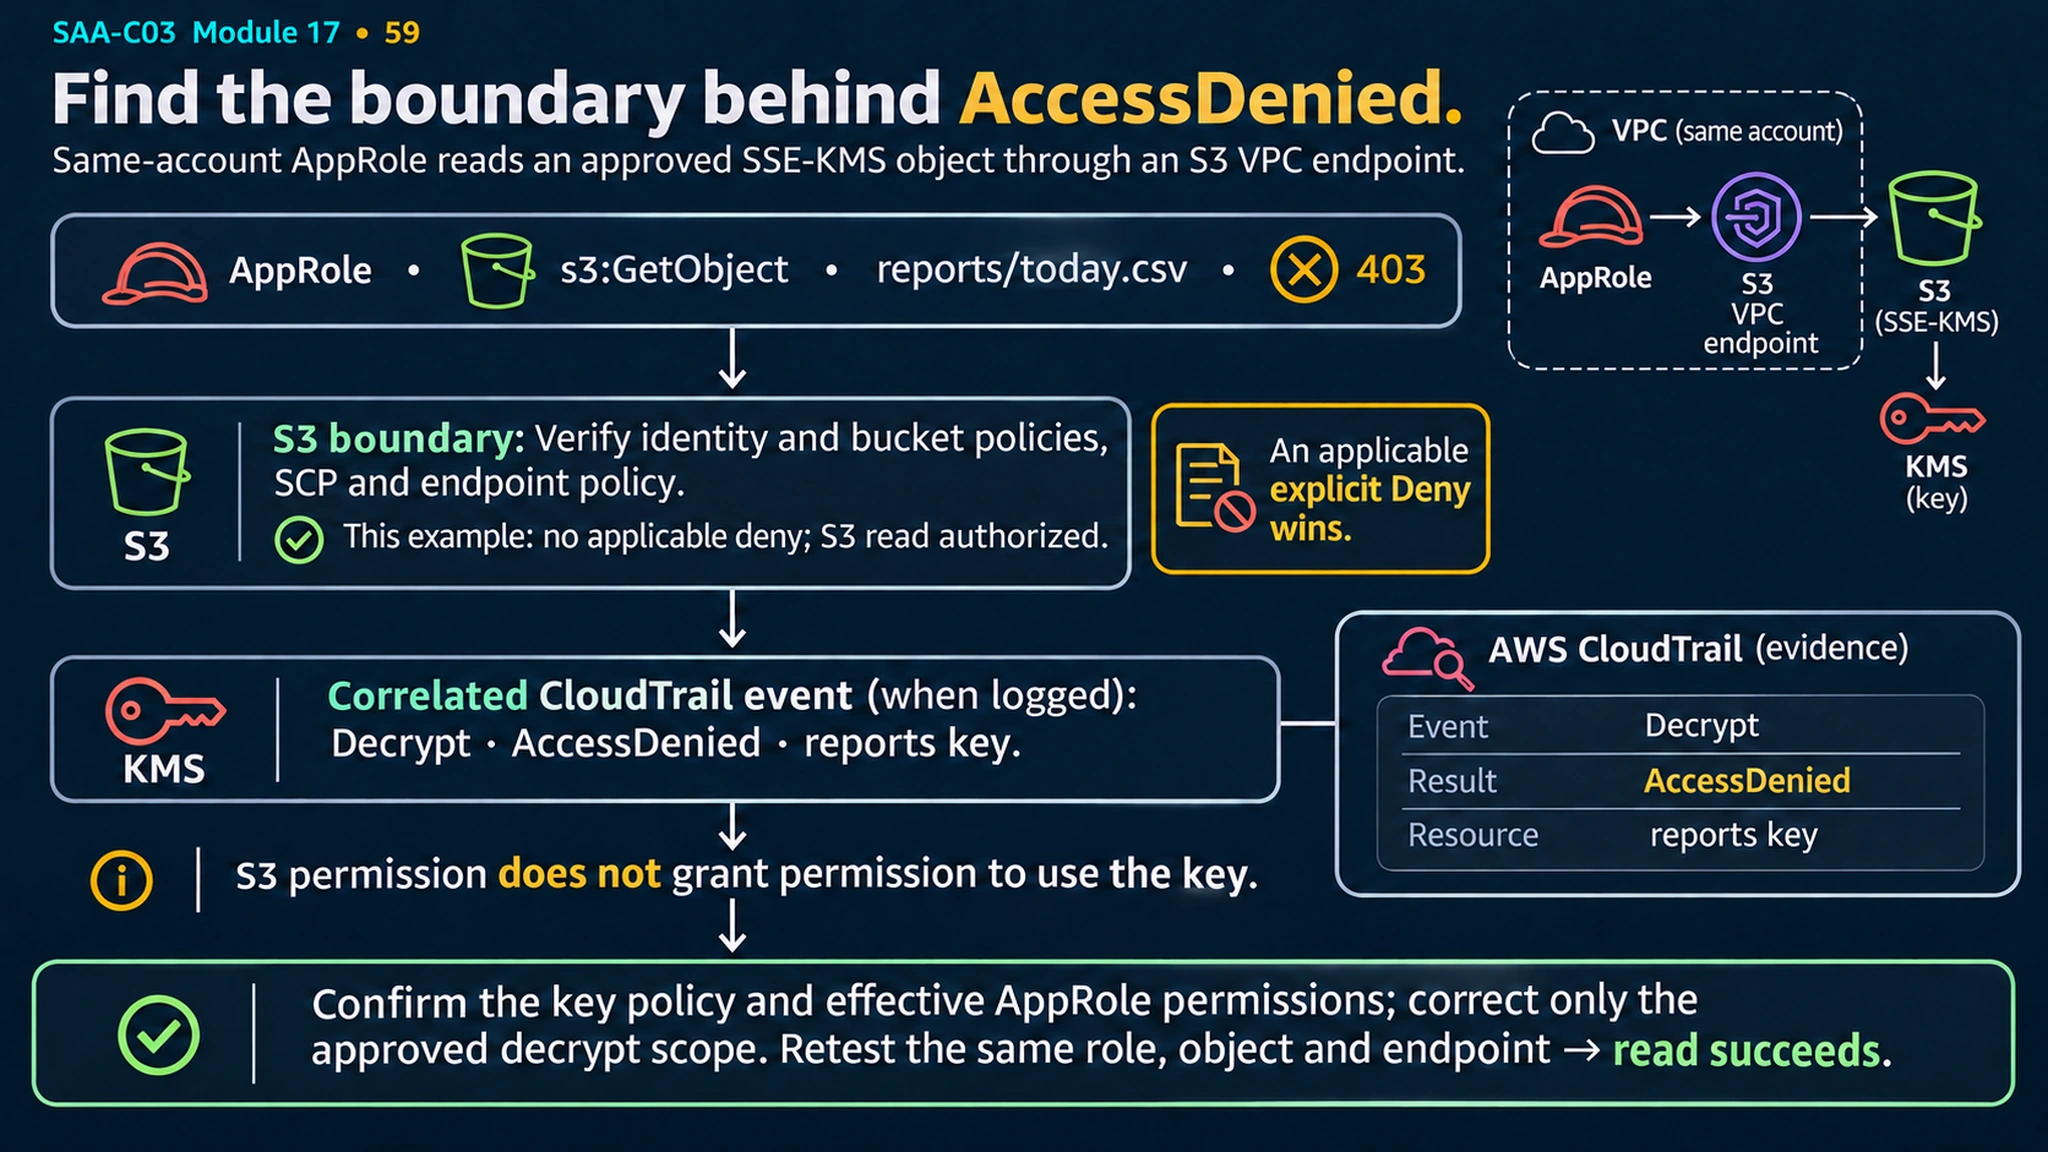 SAA-C03 Module 17 • 59
Find the boundary behind AccessDenied.
Same-account AppRole reads an approved SSE-KMS object through an S3 VPC endpoint.
AppRole • s3:GetObject • reports/today.csv • 403
VPC (same account)
AppRole
S3
VPC
endpoint
S3
(SSE-KMS)
KMS
(key)
S3
S3 boundary: Verify identity and bucket policies,
SCP and endpoint policy.
This example: no applicable deny; S3 read authorized.
An applicable
explicit Deny
wins.
KMS
Correlated CloudTrail event (when logged):
Decrypt · AccessDenied · reports key.
AWS CloudTrail (evidence)
Event Decrypt
Result AccessDenied
Resource reports key
S3 permission does not grant permission to use the key.
Confirm the key policy and effective AppRole permissions; correct only the
approved decrypt scope. Retest the same role, object and endpoint → read succeeds.